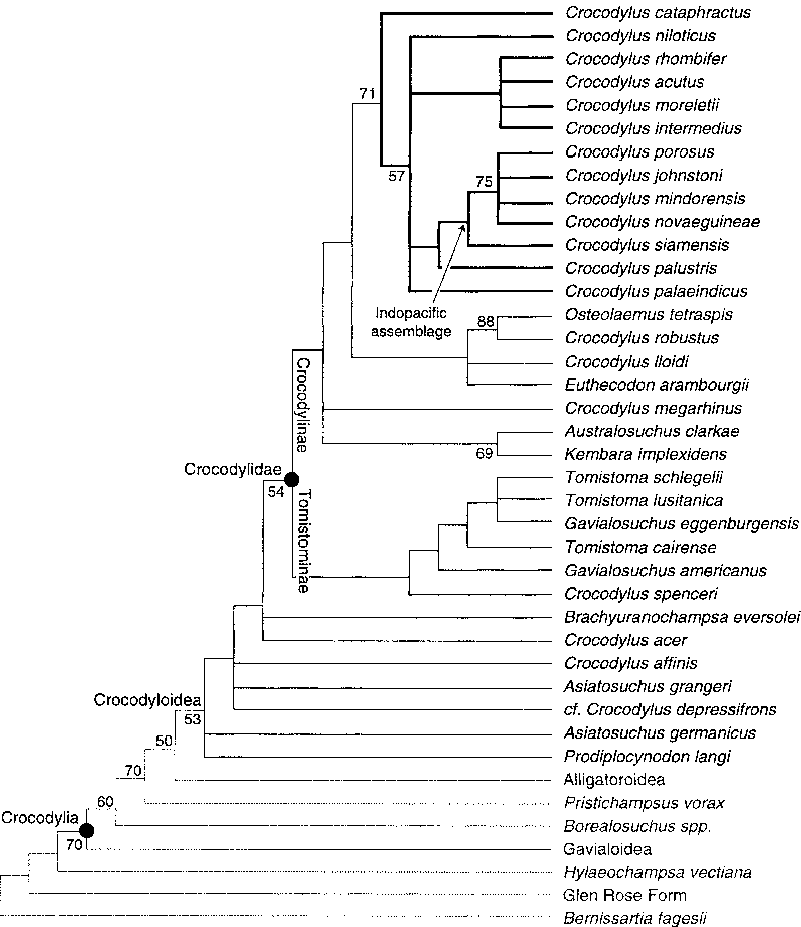 Crocodylus cataphractus
Crocodylus niloticus
Crocodylus rhombifer
Crocodylus acutus
71
Crocodylus moreletii
Crocodylus intermedius
Crocodylus porosus
57
75
Crocodylus johnstoni
Crocodylus mindorensis
Crocodylus novaeguineae
Crocodylus siamensis
Crocodylus palustris
Crocodylus palaeindicus
Indopacific
assemblage
88
Osteolaemus tetraspis
Crocodylus robustus
Crocodylus lloidi
Euthecodon arambourgii
Crocodylinae
Crocodylus megarhinus
Australosuchus clarkae
69
Kambara implexidens
Crocodylidae
54
Tomistominae
Tomistoma schlegelii
Tomistoma lusitanica
Gavialosuchus eggenburgensis
Tomistoma cairense
Gavialosuchus americanus
Crocodylus spenceri
Brachyuranochampsa eversolei
Crocodylus acer
Crocodylus affinis
Asiatosuchus grangeri
Crocodyloidea
53
cf. Crocodylus depressifrons
Asiatosuchus germanicus
50
Prodiplocynodon langi
70
Alligatoroidea
60
Pristichampsus vorax
Crocodylia
70
Borealosuchus spp.
Gavialoidea
Hylaeochampsa vectiana
Glen Rose Form
Bernissartia fagesii